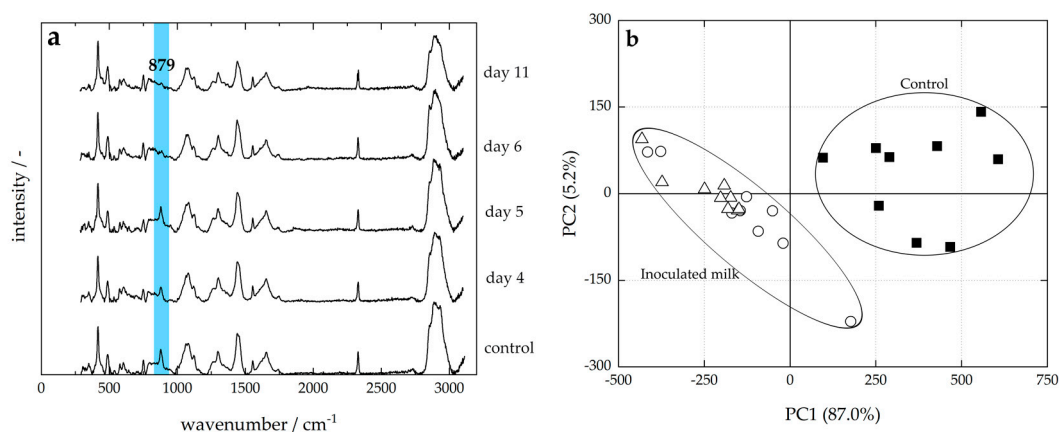 a
879
day 11
day 6
day 5
day 4
control
intensity / -
0 500 1000 1500 2000 2500 3000
wavenumber / cm⁻¹
b
300
150
0
-150
-300
PC2 (5.2%)
Control
Inoculated milk
-500 -250 0 250 500 750
PC1 (87.0%)